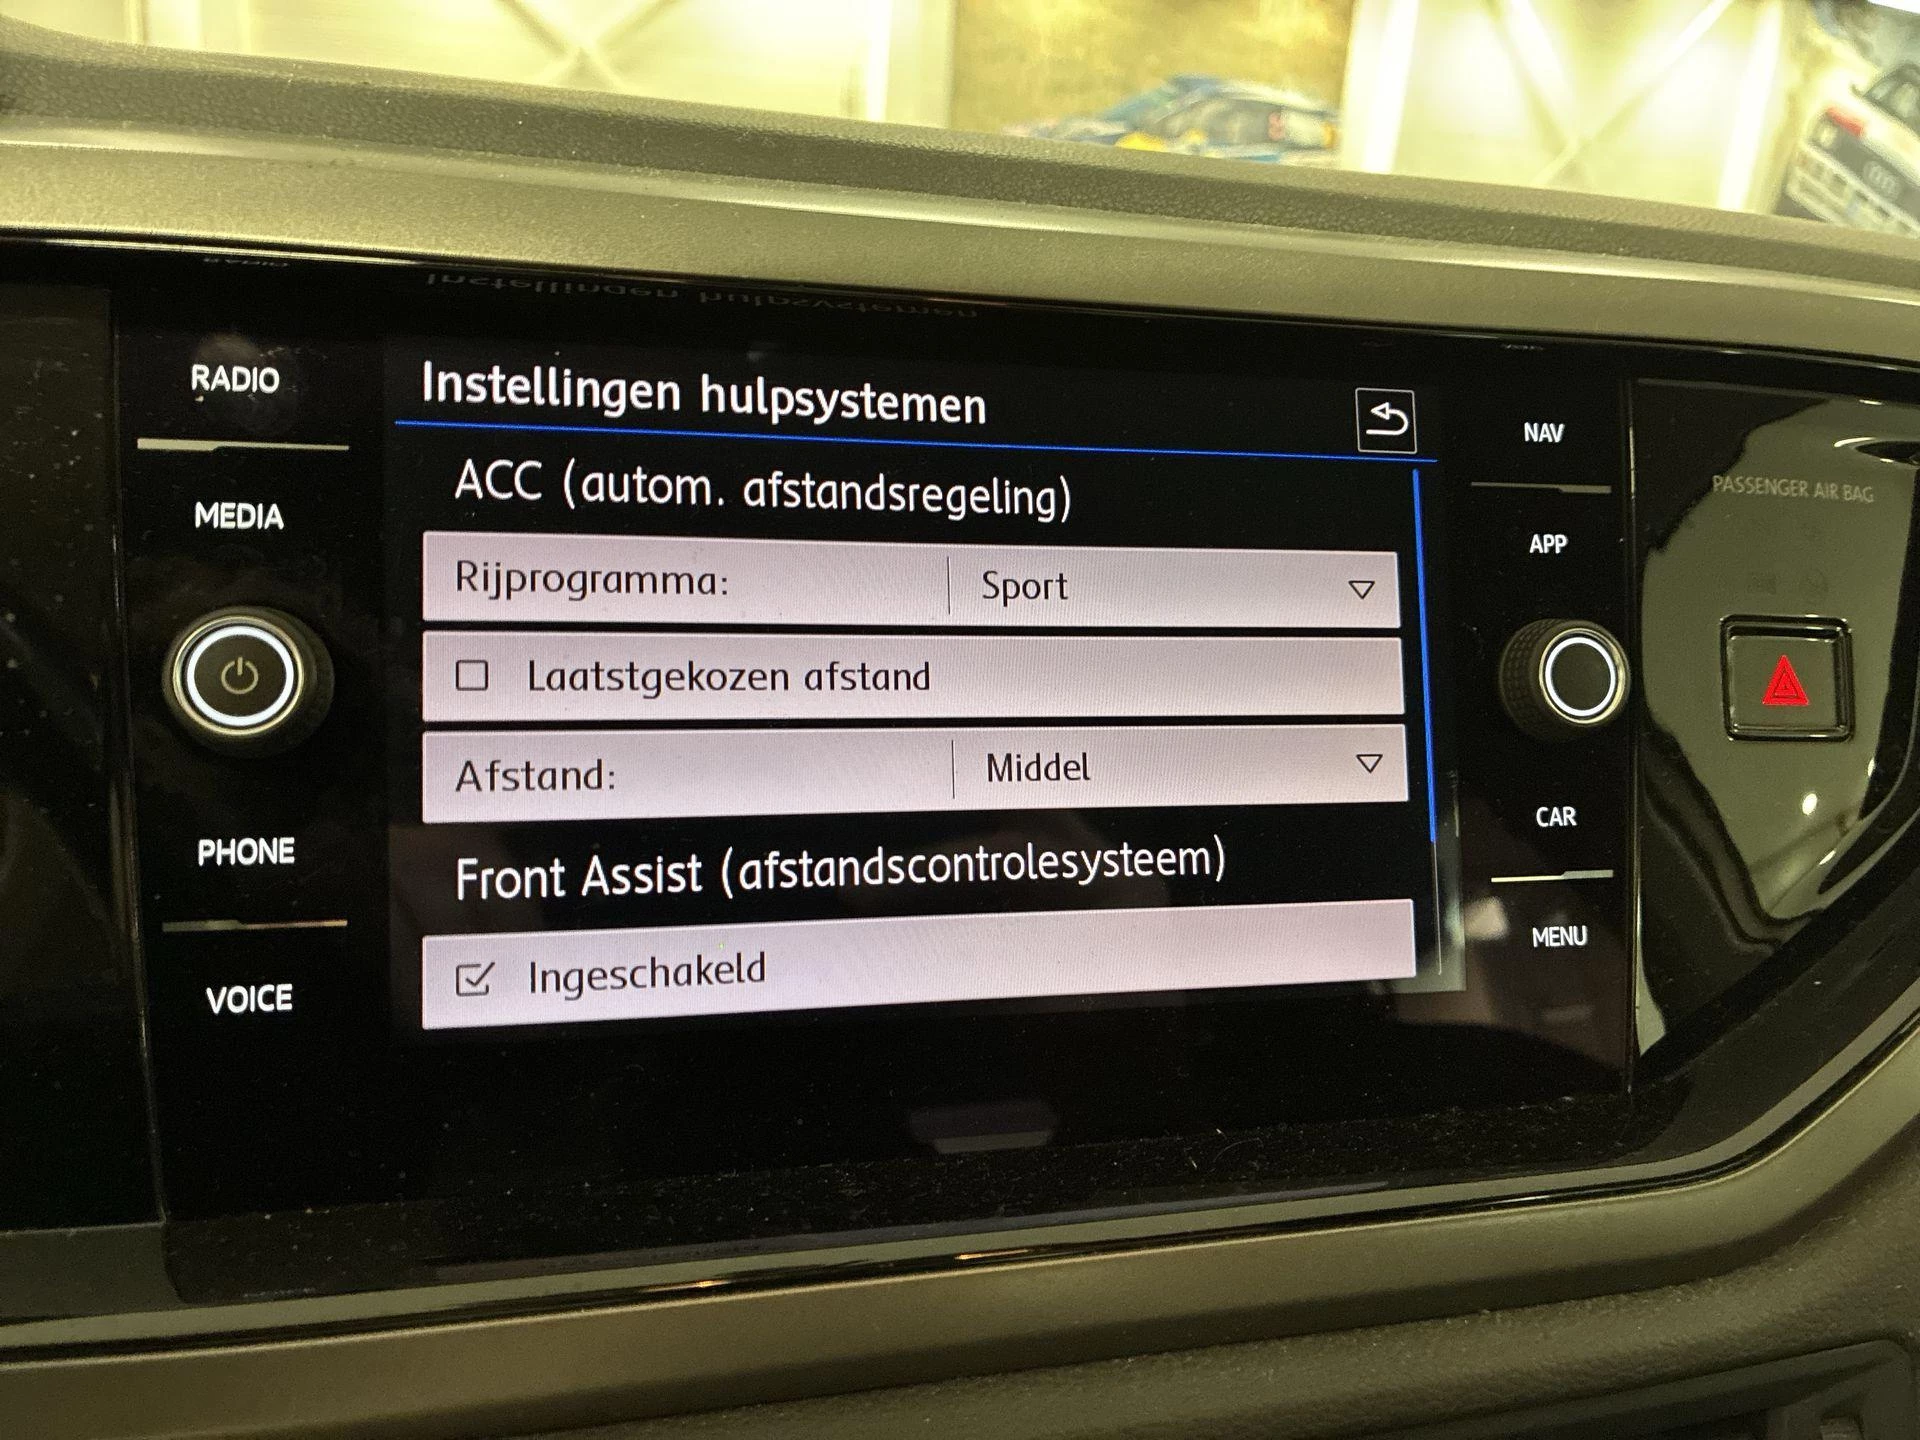 Instellingen hulpsystemen
ACC (autom. afstandsregeling)
Rijprogramma: Sport
Laatstgekozen afstand
Afstand: Middel
Front Assist (afstandscontrolesysteem)
Ingeschakeld
RADIO
MEDIA
PHONE
VOICE
NAV
APP
CAR
MENU
PASSENGER AIR BAG